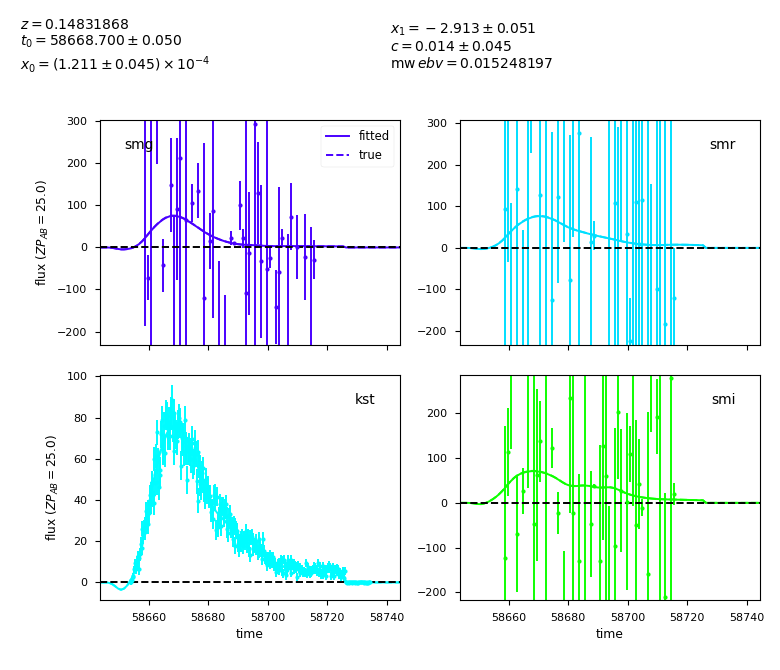 z = 0.14831868
t₀ = 58668.700 ± 0.050
x₀ = (1.211 ± 0.045) × 10⁻⁴
x₁ = −2.913 ± 0.051
c = 0.014 ± 0.045
mw ebv = 0.015248197
300
200
100
0
−100
−200
flux (ZP_AB = 25.0)
smg
fitted
true
300
200
100
0
−100
−200
smr
100
80
60
40
20
0
flux (ZP_AB = 25.0)
kst
58660 58680 58700 58720 58740
time
200
100
0
−100
−200
smi
58660 58680 58700 58720 58740
time